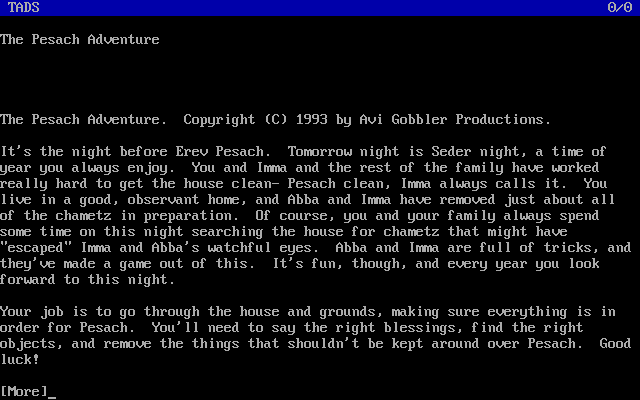 TADS 0/0
The Pesach Adventure
The Pesach Adventure.  Copyright (C) 1993 by Avi Gobbler Productions.
It's the night before Erev Pesach.  Tomorrow night is Seder night, a time of
year you always enjoy.  You and Imma and the rest of the family have worked
really hard to get the house clean- Pesach clean, Imma always calls it.  You
live in a good, observant home, and Abba and Imma have removed just about all
of the chametz in preparation.  Of course, you and your family always spend
some time on this night searching the house for chametz that might have
"escaped" Imma and Abba's watchful eyes.  Abba and Imma are full of tricks, and
they've made a game out of this.  It's fun, though, and every year you look
forward to this night.
Your job is to go through the house and grounds, making sure everything is in
order for Pesach.  You'll need to say the right blessings, find the right
objects, and remove the things that shouldn't be kept around over Pesach.  Good
luck!
[More]_